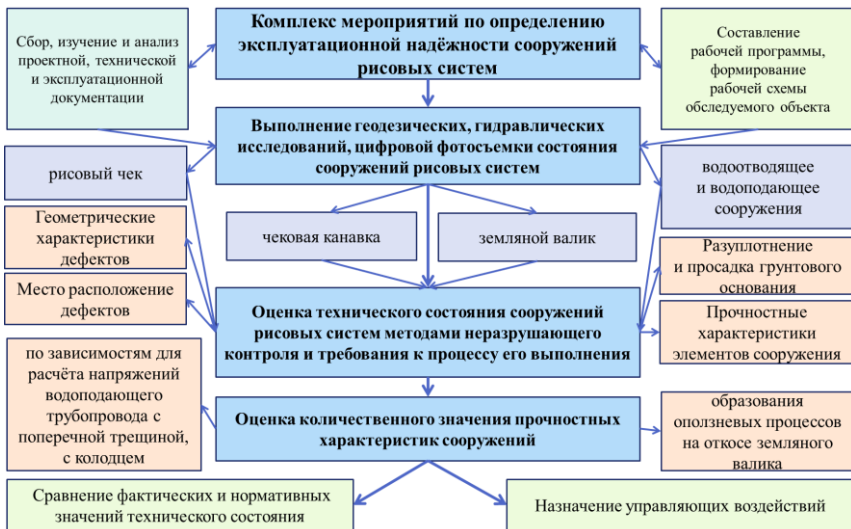 Сбор, изучение и анализ
проектной, технической
и эксплуатационной
документации
Комплекс мероприятий по определению
эксплуатационной надёжности сооружений
рисовых систем
Составление
рабочей программы,
формирование
рабочей схемы
обследуемого объекта
Выполнение геодезических, гидравлических
исследований, цифровой фотосъемки состояния
сооружений рисовых систем
рисовый чек
водоотводящее
и водоподающее
сооружения
Геометрические
характеристики
дефектов
чековая канавка
земляной валик
Разуплотнение
и просадка грунтового
основания
Место расположение
дефектов
Оценка технического состояния сооружений
рисовых систем методами неразрушающего
контроля и требования к процессу его выполнения
Прочностные
характеристики
элементов сооружения
по зависимостям для
расчёта напряжений
водоподающего
трубопровода с
поперечной трещиной,
с колодцем
Оценка количественного значения прочностных
характеристик сооружений
образования
оползневых процессов
на откосе земляного
валика
Сравнение фактических и нормативных
значений технического состояния
Назначение управляющих воздействий